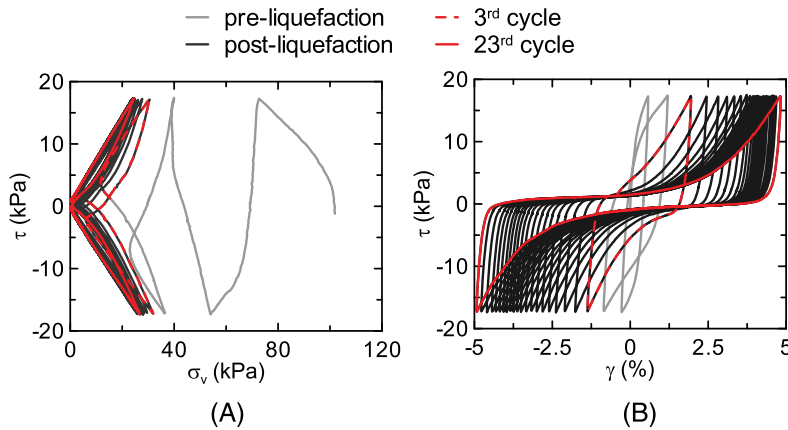 pre-liquefaction
3rd cycle
post-liquefaction
23rd cycle
20
10
0
-10
-20
τ (kPa)
0
40
80
120
σv (kPa)
(A)
20
10
0
-10
-20
τ (kPa)
-5
-2.5
0
2.5
5
γ (%)
(B)